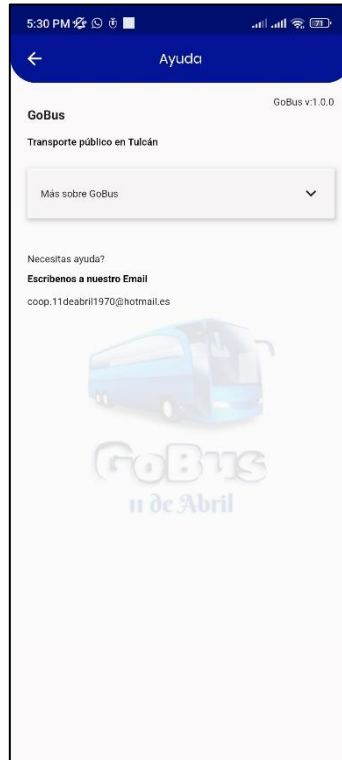 5:30 PM
71
Ayuda
GoBus v:1.0.0
GoBus
Transporte público en Tulcán
Más sobre GoBus
Necesitas ayuda?
Escribenos a nuestro Email
coop.11deabril1970@hotmail.es
GoBus
11 de Abril